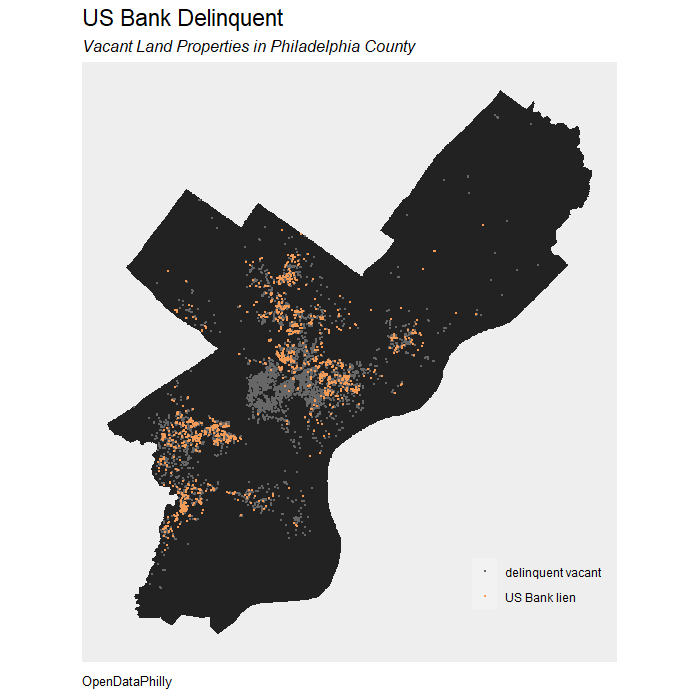 US Bank Delinquent
Vacant Land Properties in Philadelphia County
delinquent vacant
US Bank lien
OpenDataPhilly